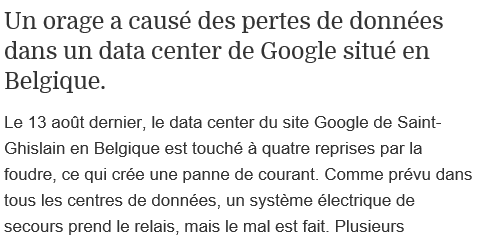 Un orage a causé des pertes de données
dans un data center de Google situé en
Belgique.
Le 13 août dernier, le data center du site Google de Saint-
Ghislain en Belgique est touché à quatre reprises par la
foudre, ce qui crée une panne de courant. Comme prévu dans
tous les centres de données, un système électrique de
secours prend le relais, mais le mal est fait. Plusieurs